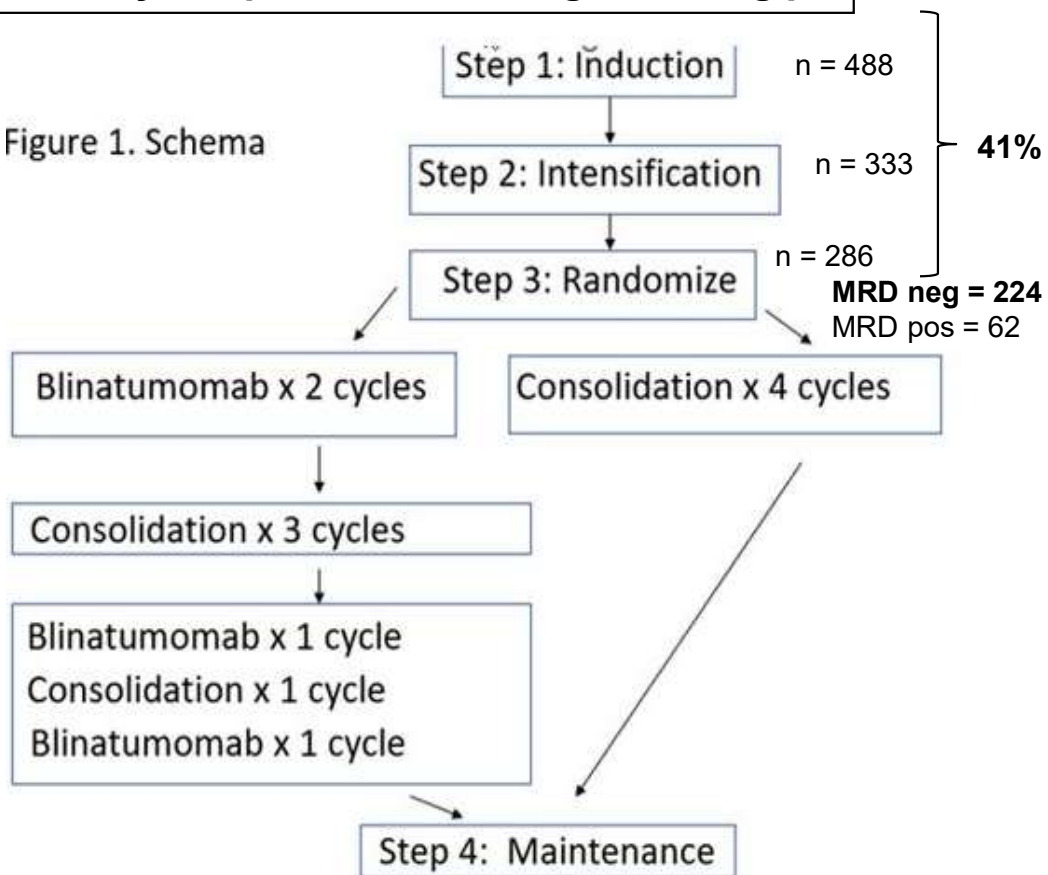 Step 1: Induction
n = 488
Figure 1. Schema
41%
Step 2: Intensification
n = 333
n = 286
Step 3: Randomize
MRD neg = 224
MRD pos = 62
Blinatumomab x 2 cycles
Consolidation x 4 cycles
Consolidation x 3 cycles
Blinatumomab x 1 cycle
Consolidation x 1 cycle
Blinatumomab x 1 cycle
Step 4: Maintenance